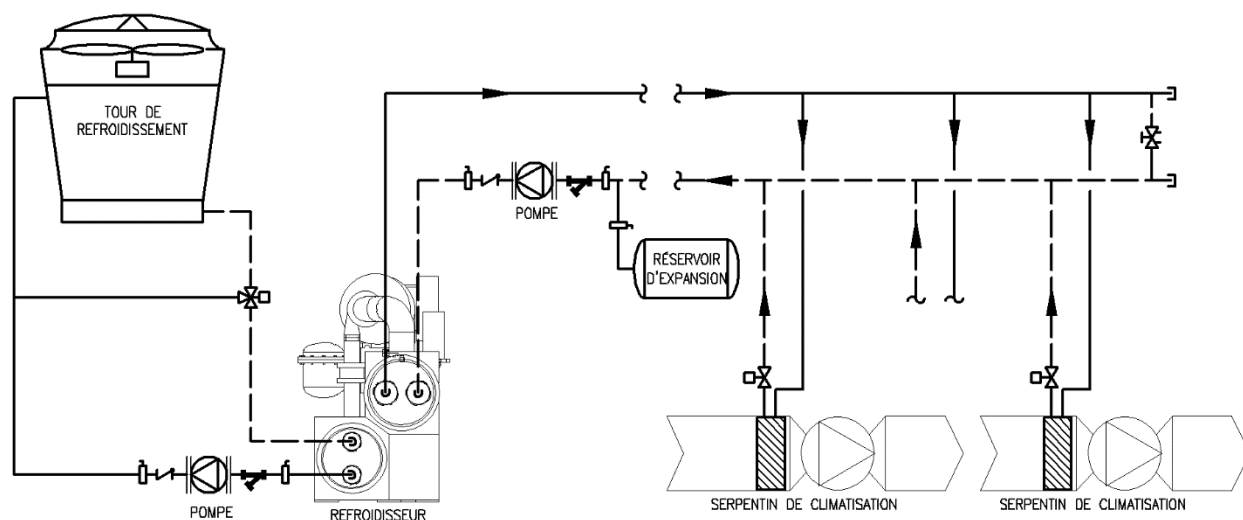 TOUR DE
REFROIDISSEMENT
POMPE
RÉSERVOIR
D'EXPANSION
POMPE
REFROIDISSEUR
SERPENTIN DE CLIMATISATION
SERPENTIN DE CLIMATISATION